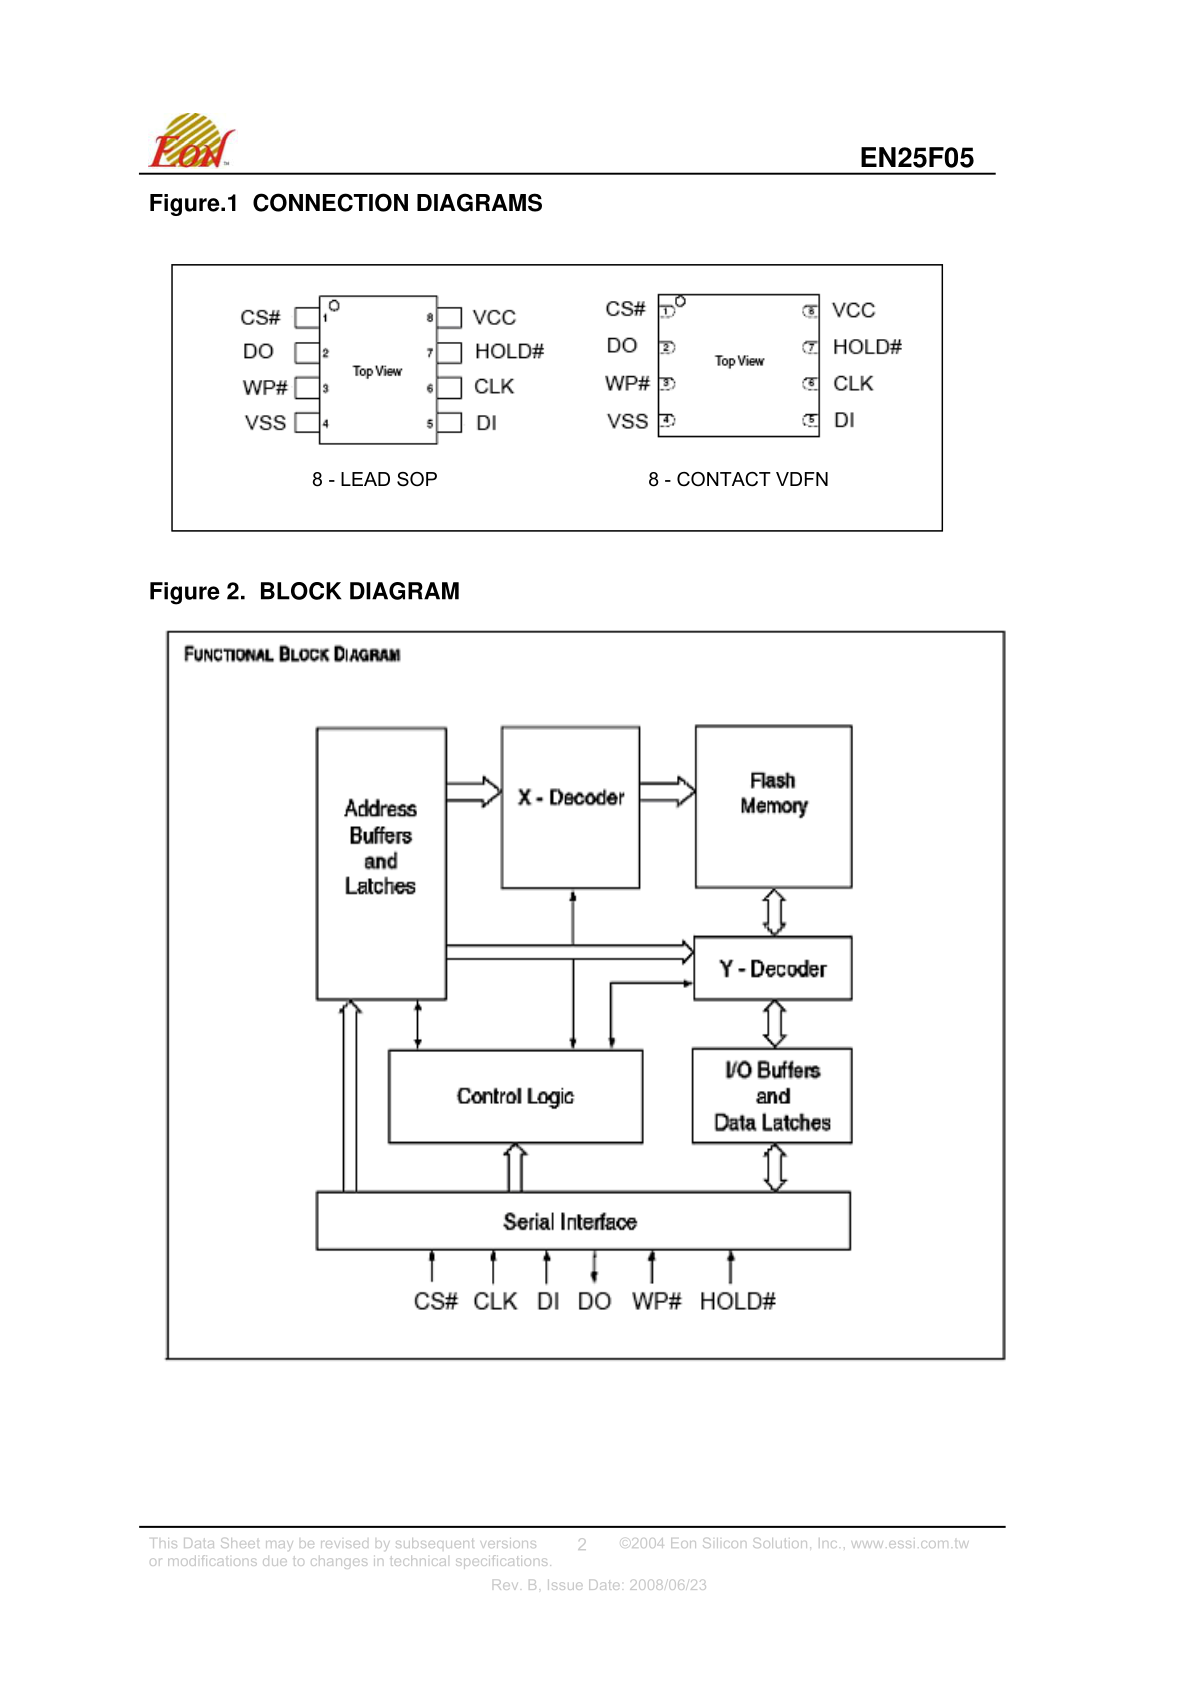 EON ™
EN25F05
Figure.1 CONNECTION DIAGRAMS
CS# 1 8 VCC
DO 2 7 HOLD#
WP# 3 Top View 6 CLK
VSS 4 5 DI
8 - LEAD SOP
CS# 1 8 VCC
DO 2 7 HOLD#
Top View
WP# 3 6 CLK
VSS 4 5 DI
8 - CONTACT VDFN
Figure 2. BLOCK DIAGRAM
FUNCTIONAL BLOCK DIAGRAM
Address
Buffers
and
Latches
X - Decoder
Flash
Memory
Y - Decoder
Control Logic
I/O Buffers
and
Data Latches
Serial Interface
CS# CLK DI DO WP# HOLD#
This Data Sheet may be revised by subsequent versions 2 ©2004 Eon Silicon Solution, Inc., www.essi.com.tw
or modifications due to changes in technical specifications.
Rev. B, Issue Date: 2008/06/23